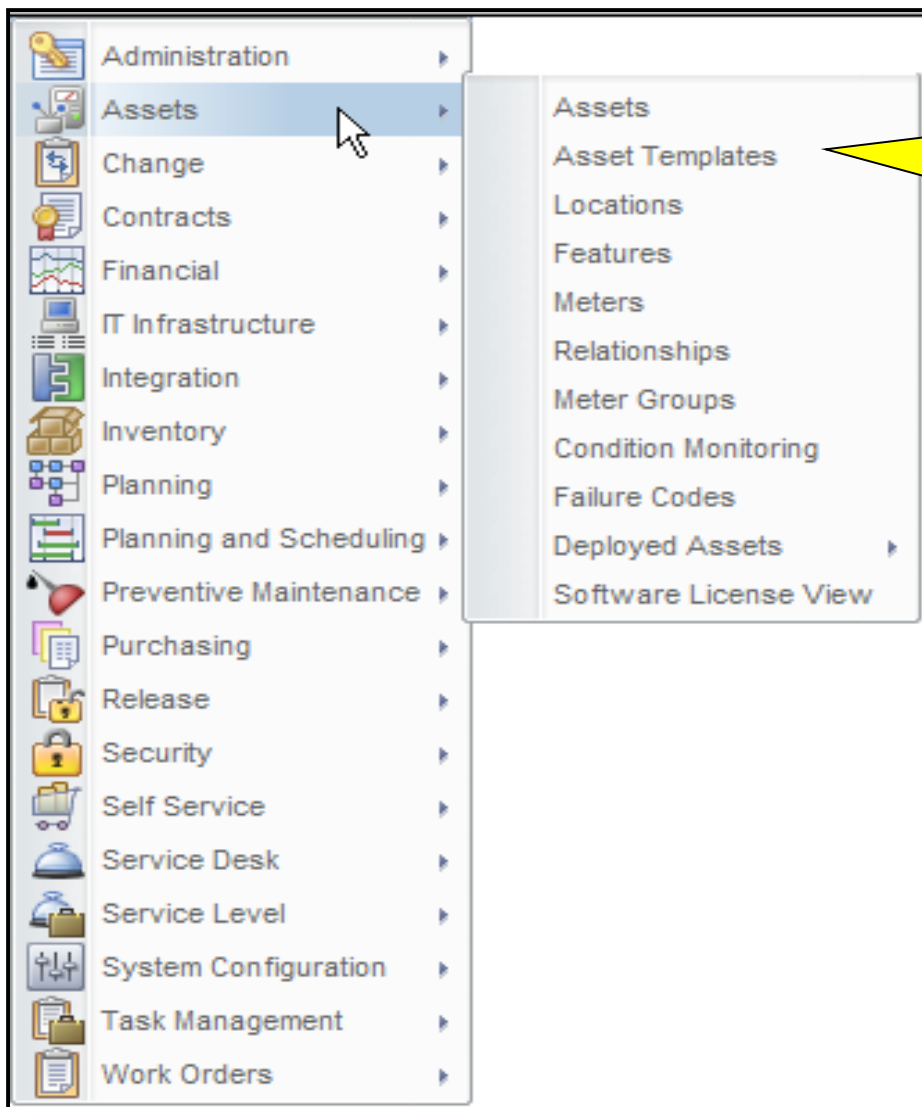 Administration
Assets
Change
Contracts
Financial
IT Infrastructure
Integration
Inventory
Planning
Planning and Scheduling
Preventive Maintenance
Purchasing
Release
Security
Self Service
Service Desk
Service Level
System Configuration
Task Management
Work Orders
Assets
Asset Templates
Locations
Features
Meters
Relationships
Meter Groups
Condition Monitoring
Failure Codes
Deployed Assets
Software License View